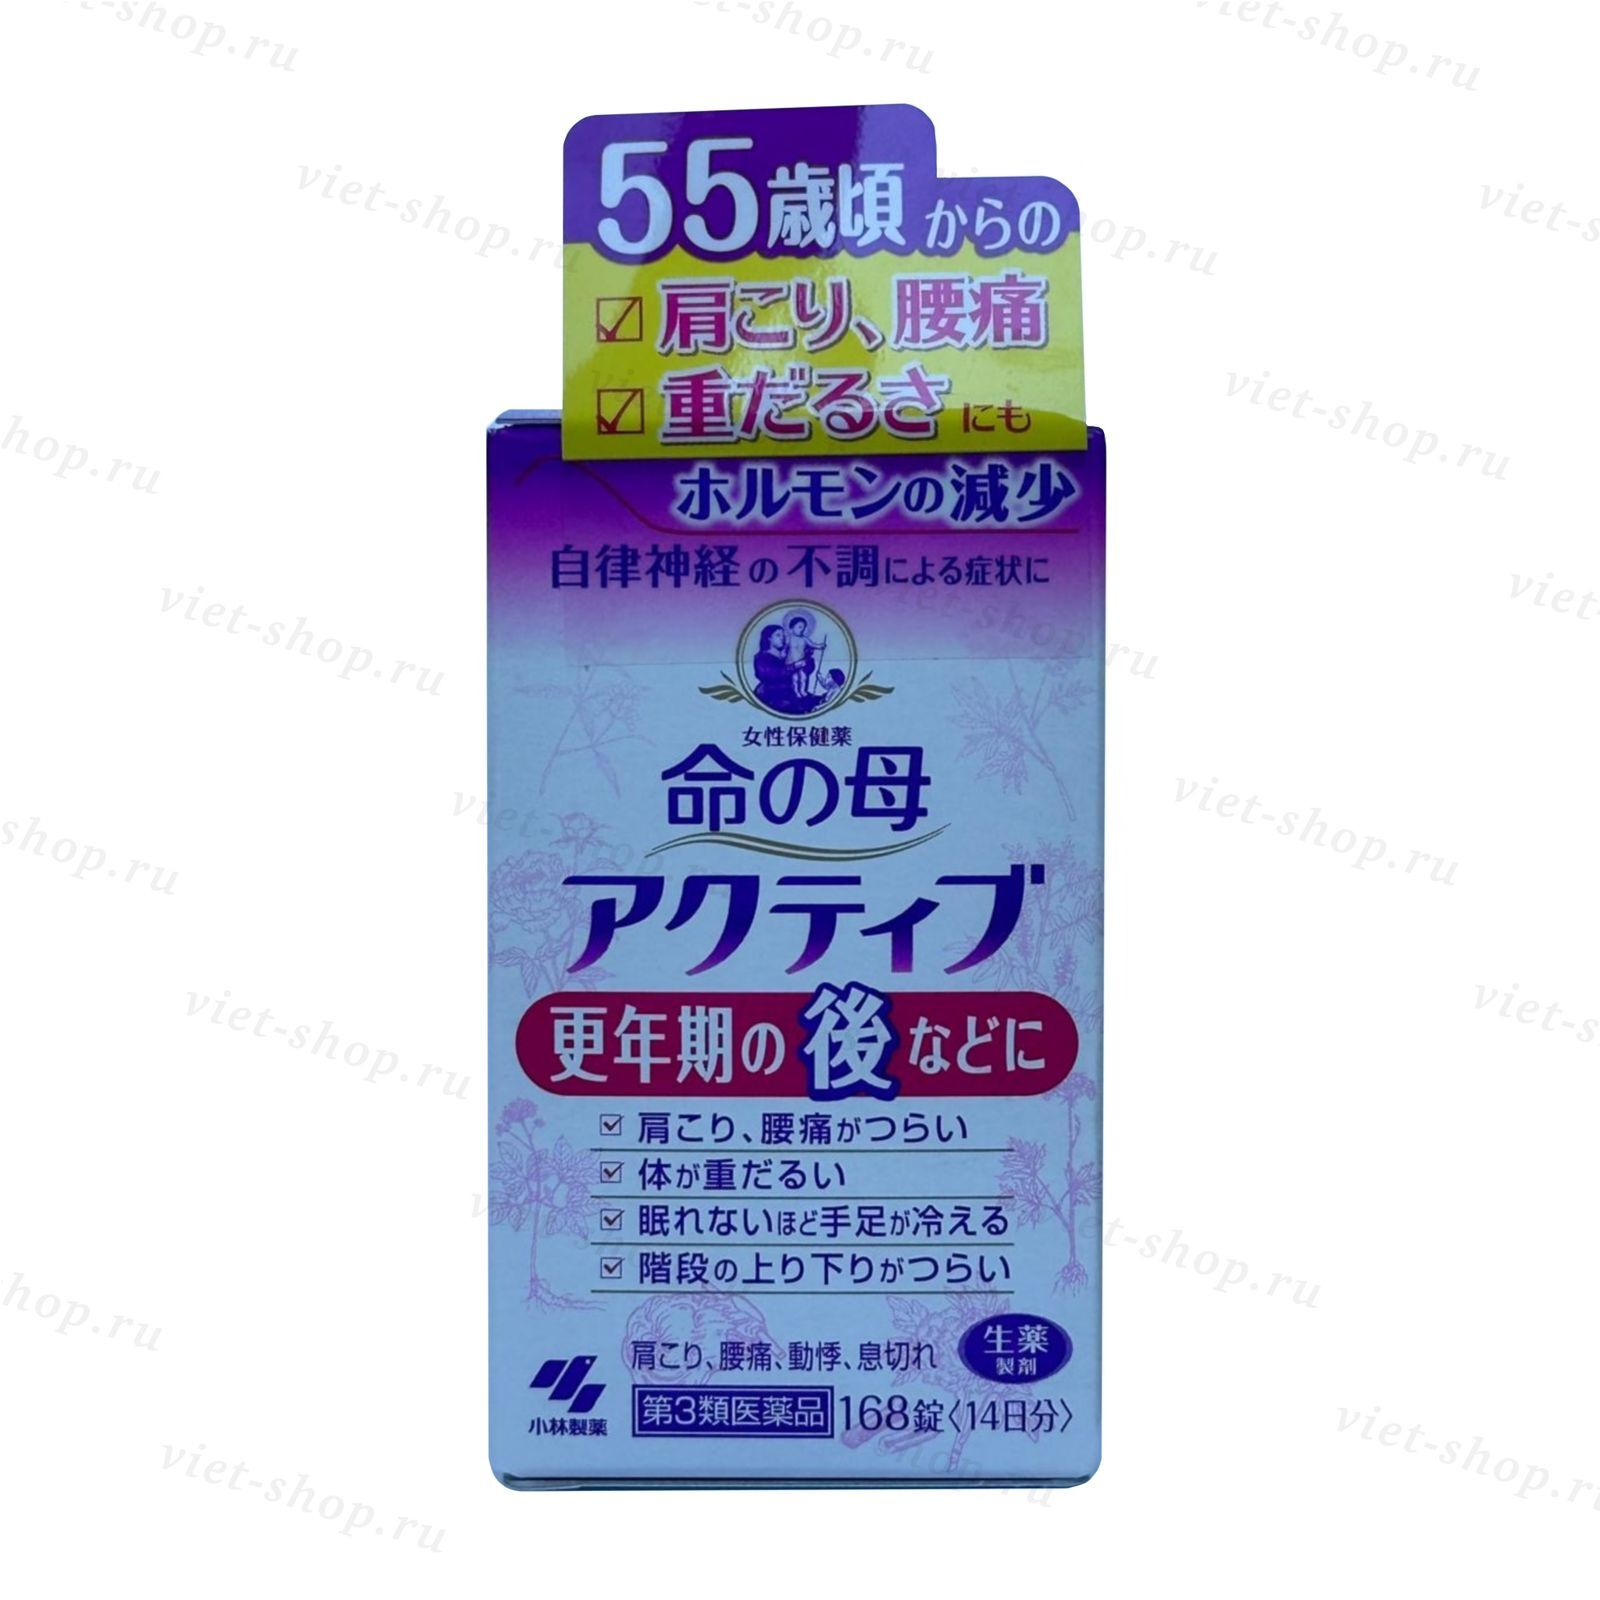 55歳頃からの
肩こり、腰痛
重だるさにも
ホルモンの減少
自律神経の不調による症状に
女性保健薬
命の母
アクティブ
更年期の後などに
肩こり、腰痛がつらい
体が重だるい
眠れないほど手足が冷える
階段の上り下りがつらい
肩こり、腰痛、動悸、息切れ
生薬
製剤
小林製薬
第3類医薬品 168錠〈14日分〉
viet-shop.ru